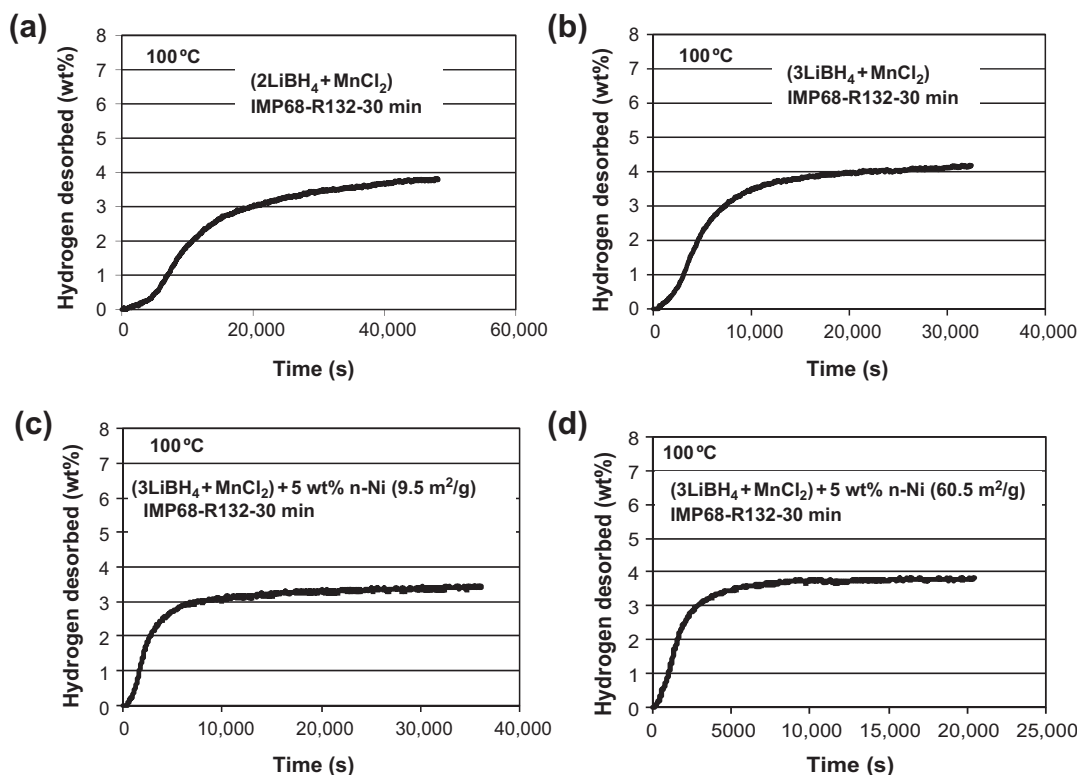 (a)
Hydrogen desorbed (wt%)
8
7
6
5
4
3
2
1
0
100 °C
(2LiBH₄ + MnCl₂)
IMP68-R132-30 min
0 20,000 40,000 60,000
Time (s)
(b)
Hydrogen desorbed (wt%)
8
7
6
5
4
3
2
1
0
100 °C
(3LiBH₄ + MnCl₂)
IMP68-R132-30 min
0 10,000 20,000 30,000 40,000
Time (s)
(c)
Hydrogen desorbed (wt%)
8
7
6
5
4
3
2
1
0
100 °C
(3LiBH₄ + MnCl₂) + 5 wt% n-Ni (9.5 m²/g)
IMP68-R132-30 min
0 10,000 20,000 30,000 40,000
Time (s)
(d)
Hydrogen desorbed (wt%)
8
7
6
5
4
3
2
1
0
100 °C
(3LiBH₄ + MnCl₂) + 5 wt% n-Ni (60.5 m²/g)
IMP68-R132-30 min
0 5000 10,000 15,000 20,000 25,000
Time (s)